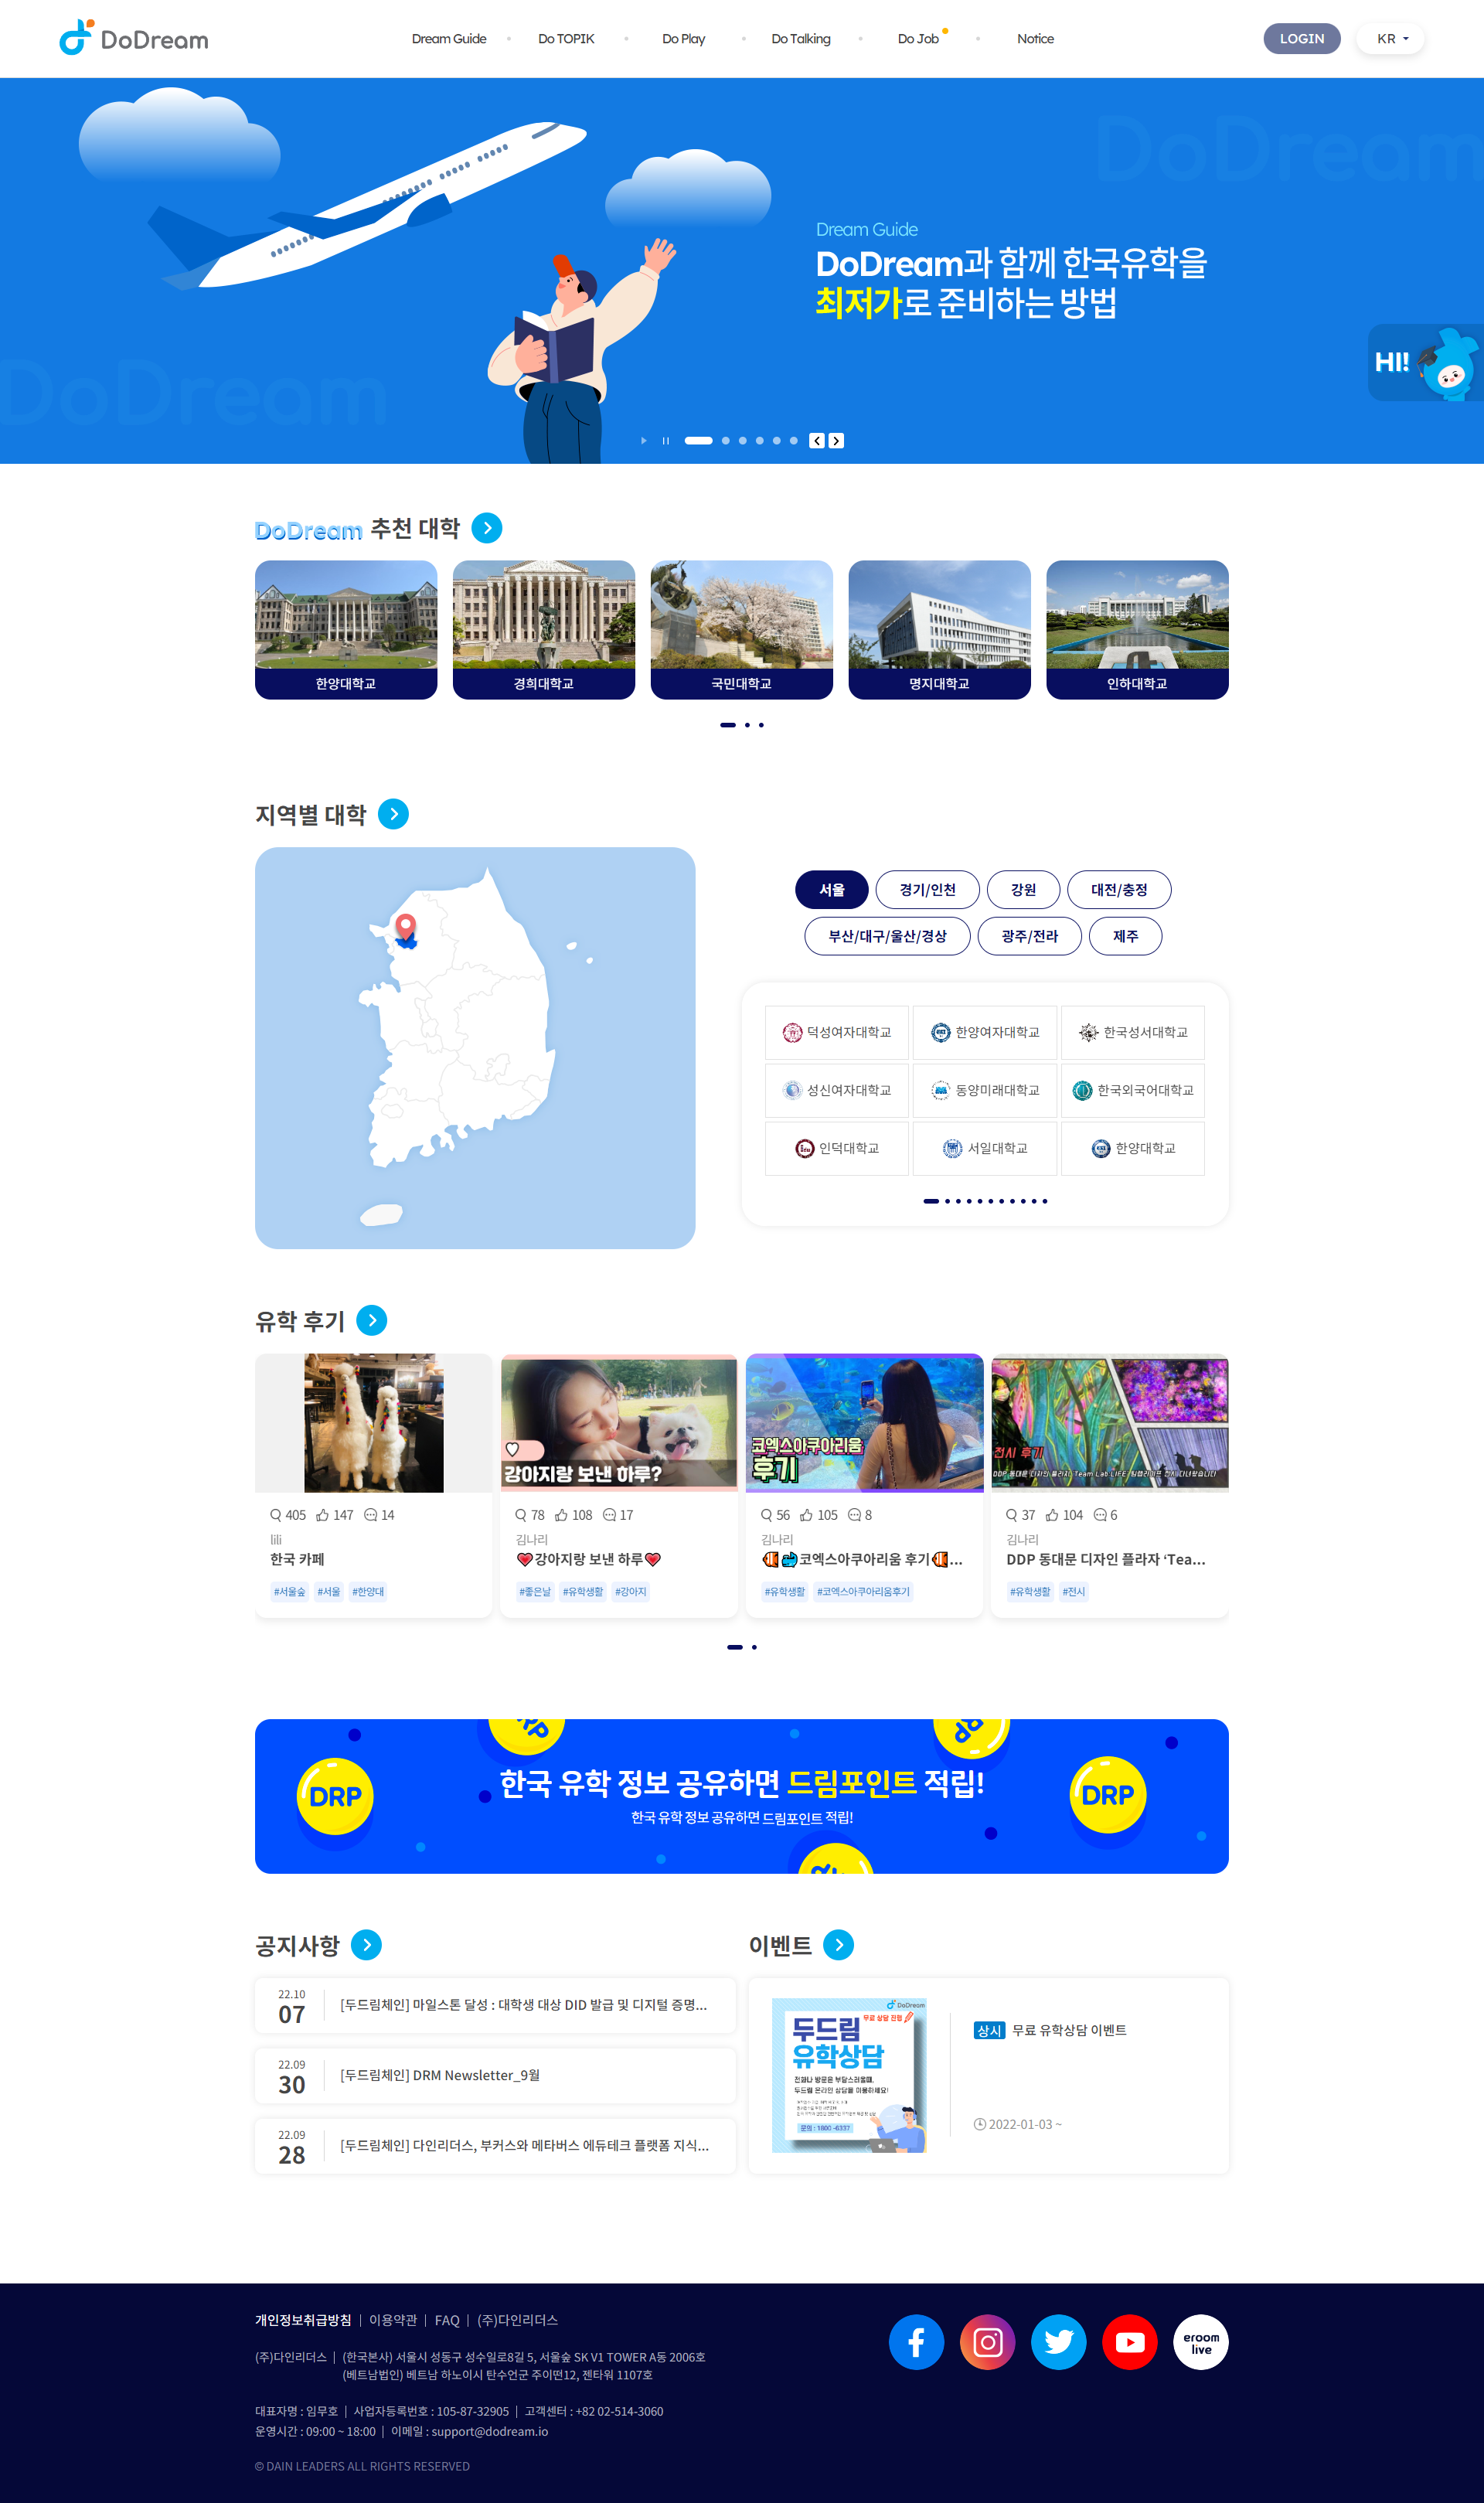 DoDream
Dream Guide
Do TOPIK
Do Play
Do Talking
Do Job
Notice
LOGIN
KR
DoDream
Dream Guide
DoDream과 함께 한국유학을
최저가로 준비하는 방법
HI!
DoDream
DoDream 추천 대학
한양대학교
경희대학교
국민대학교
명지대학교
인하대학교
지역별 대학
서울
경기/인천
강원
대전/충청
부산/대구/울산/경상
광주/전라
제주
덕성여자대학교
한양여자대학교
한국성서대학교
성신여자대학교
동양미래대학교
한국외국어대학교
인덕대학교
서일대학교
한양대학교
유학 후기
강아지랑 보낸 하루?
코엑스아쿠아리움
후기
전시 후기
405 147 14
lili
한국 카페
#서울숲 #서울 #한양대
78 108 17
김나리
강아지랑 보낸 하루
#좋은날 #유학생활 #강아지
56 105 8
김나리
코엑스아쿠아리움 후기...
#유학생활 #코엑스아쿠아리움후기
37 104 6
김나리
DDP 동대문 디자인 플라자 ‘Tea...
#유학생활 #전시
DRP
한국 유학 정보 공유하면 드림포인트 적립!
한국 유학 정보 공유하면 드림포인트 적립!
DRP
공지사항
22.10
07
[두드림체인] 마일스톤 달성 : 대학생 대상 DID 발급 및 디지털 증명...
22.09
30
[두드림체인] DRM Newsletter_9월
22.09
28
[두드림체인] 다인리더스, 부커스와 메타버스 에듀테크 플랫폼 지식...
이벤트
DoDream
무료 상담 진행
두드림
유학상담
두드림 온라인 상담을 이용하세요!
문의 : 1800-6337
상시 무료 유학상담 이벤트
2022-01-03 ~
개인정보취급방침 | 이용약관 | FAQ | (주)다인리더스
(주)다인리더스 | (한국본사) 서울시 성동구 성수일로8길 5, 서울숲 SK V1 TOWER A동 2006호
(베트남법인) 베트남 하노이시 탄수언군 주이떤12, 젠타워 1107호
대표자명 : 임무호 | 사업자등록번호 : 105-87-32905 | 고객센터 : +82 02-514-3060
운영시간 : 09:00 ~ 18:00 | 이메일 : support@dodream.io
© DAIN LEADERS ALL RIGHTS RESERVED
eroom
live